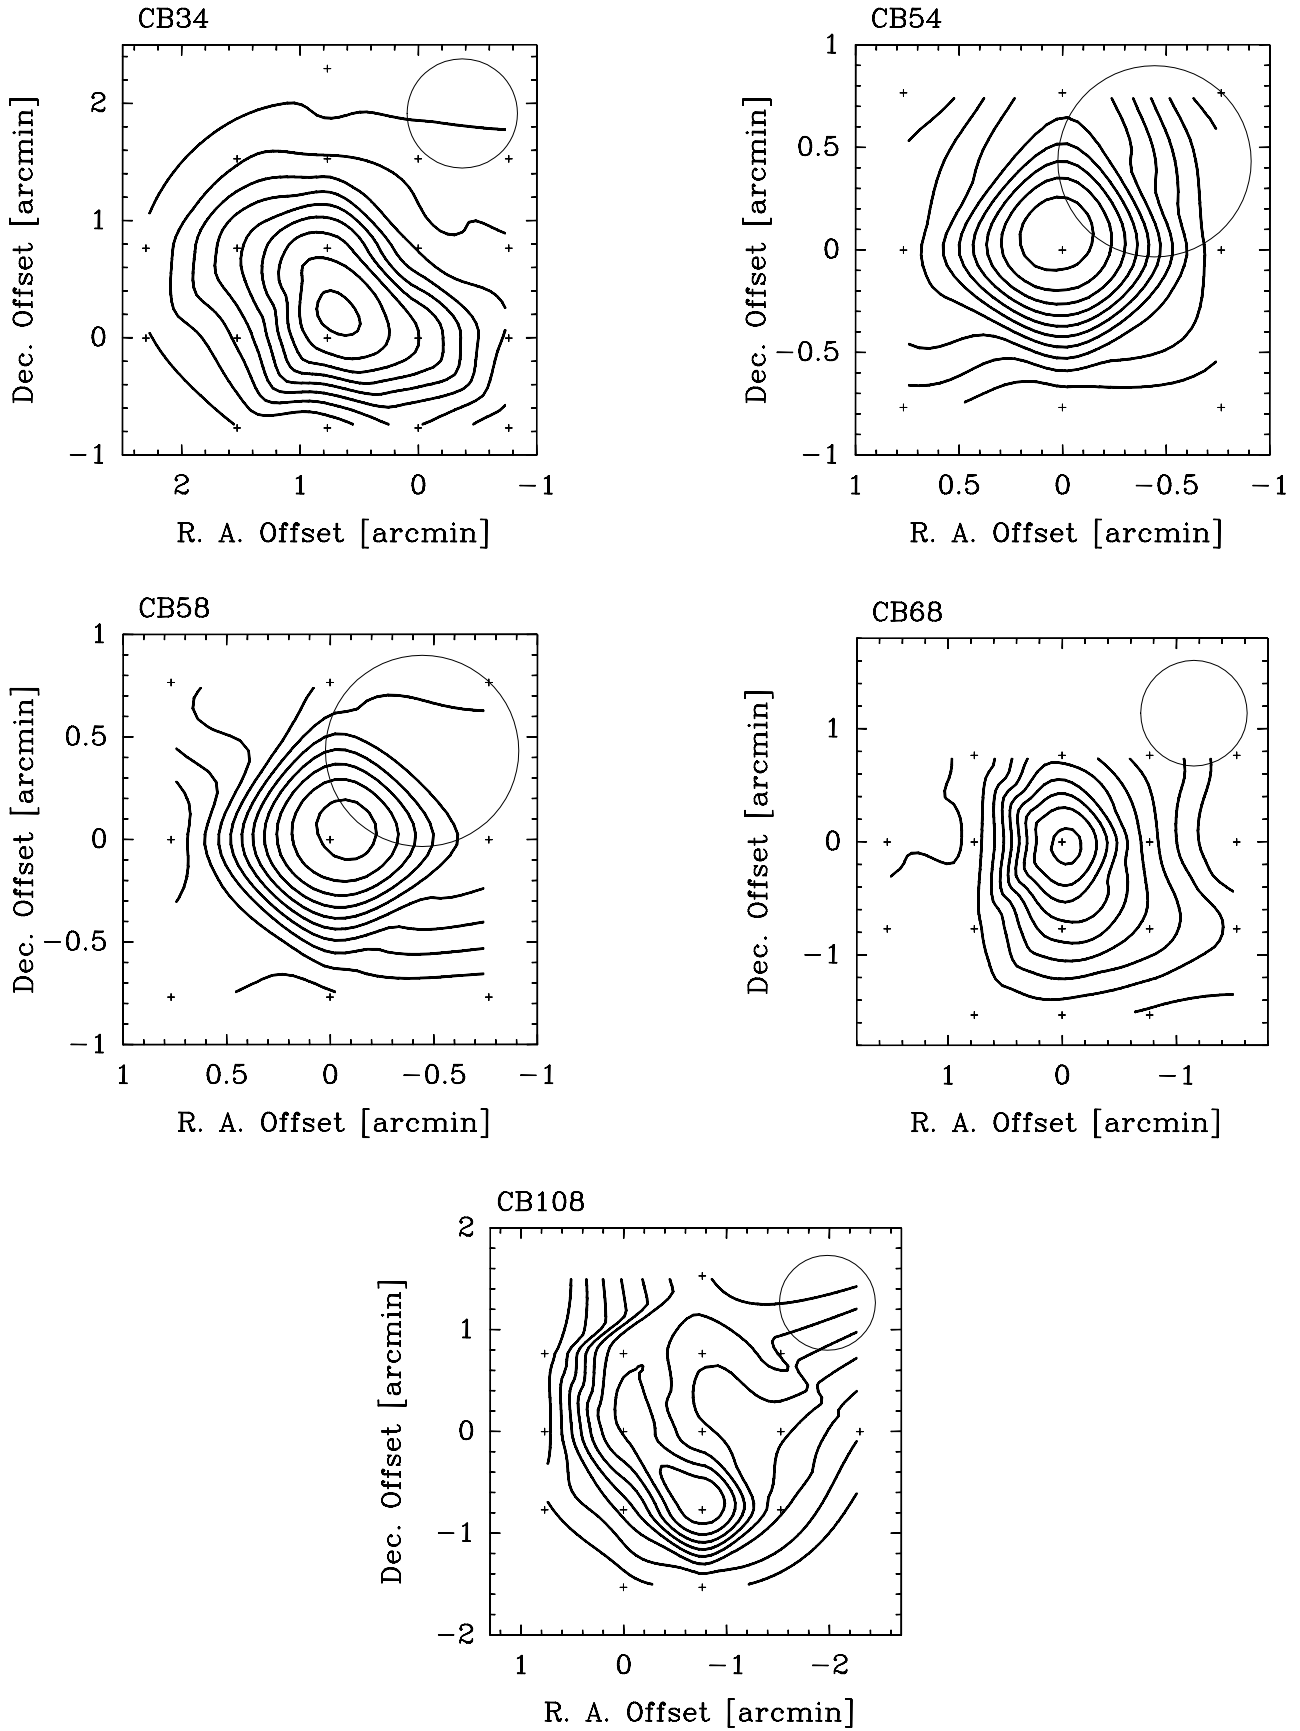 CB34
CB54
2
1
0
−1
Dec. Offset [arcmin]
2 1 0 −1
R. A. Offset [arcmin]
1
0.5
0
−0.5
−1
Dec. Offset [arcmin]
1 0.5 0 −0.5 −1
R. A. Offset [arcmin]
CB58
CB68
1
0.5
0
−0.5
−1
Dec. Offset [arcmin]
1 0.5 0 −0.5 −1
R. A. Offset [arcmin]
1
0
−1
Dec. Offset [arcmin]
1 0 −1
R. A. Offset [arcmin]
CB108
2
1
0
−1
−2
Dec. Offset [arcmin]
1 0 −1 −2
R. A. Offset [arcmin]